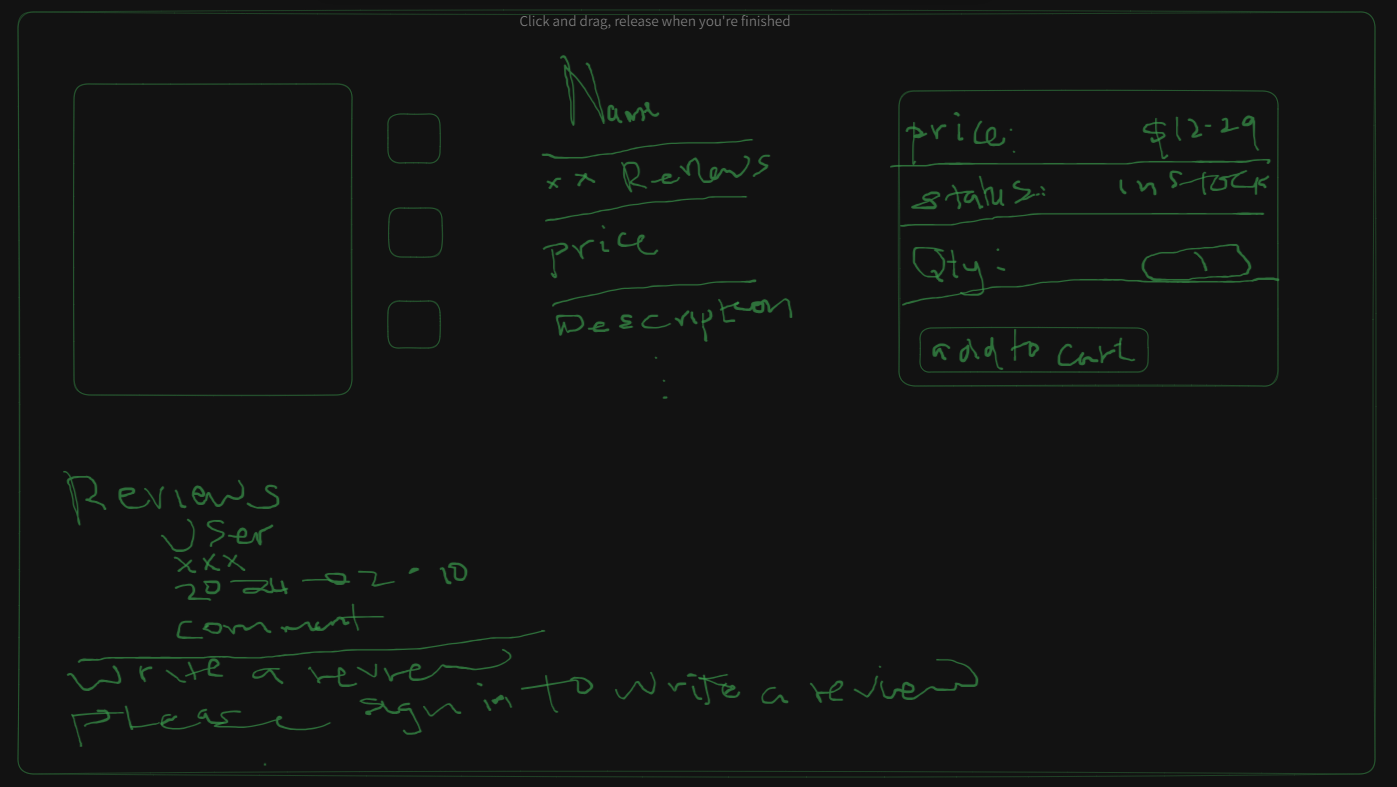 Click and drag, release when you're finished
Name
xx Reviews
price
Description
price: $12-29
status: in stock
Qty: 1
add to cart
Reviews
User
xxx
2024-02-10
comment
write a review
please sign in to write a review